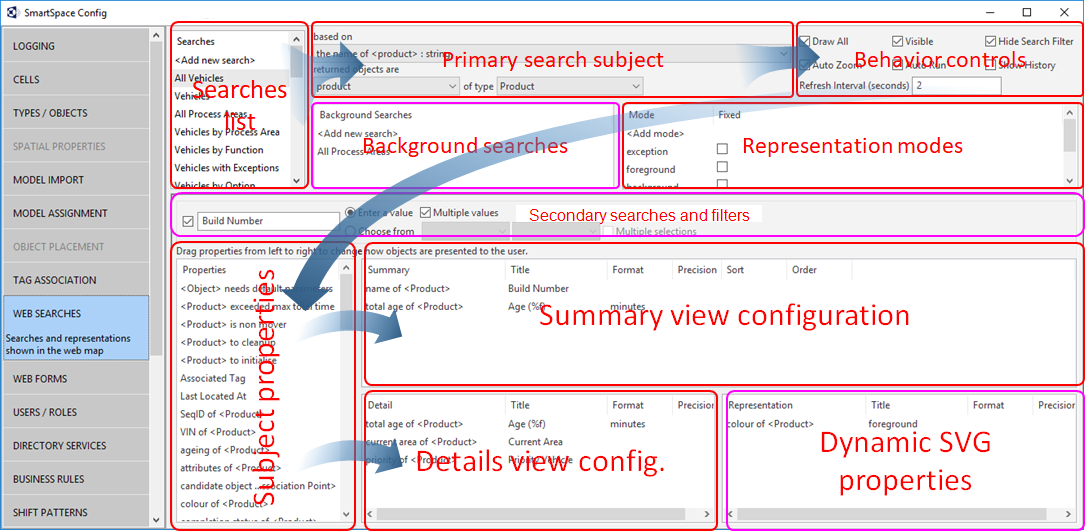 SmartSpace Config
LOGGING
CELLS
TYPES / OBJECTS
SPATIAL PROPERTIES
MODEL IMPORT
MODEL ASSIGNMENT
OBJECT PLACEMENT
TAG ASSOCIATION
WEB SEARCHES
Searches and representations
shown in the web map
WEB FORMS
USERS / ROLES
DIRECTORY SERVICES
BUSINESS RULES
SHIFT PATTERNS
Searches
<Add new search>
All Vehicles
Vehicles
All Process Areas
Vehicles by Process Area
Vehicles by Function
Vehicles with Exceptions
Vehicles by Option
Searches
list
based on
the name of <product> : string
returned objects are
product of type Product
Primary search subject
Draw All Visible Hide Search Filter
Auto Zoom Auto Run Show History
Refresh Interval (seconds) 2
Behavior controls
Background Searches
<Add new search>
All Process Areas
Background searches
Mode Fixed
<Add mode>
exception
foreground
background
Representation modes
Build Number Enter a value Multiple values
Choose from Multiple selections
Secondary searches and filters
Drag properties from left to right to change how objects are presented to the user.
Properties
<Object> needs default parameters
<Product> exceeded max total time
<Product> is non mover
<Product> to cleanup
<Product> to initialise
Associated Tag
Last Located At
SeqID of <Product>
VIN of <Product>
ageing of <Product>
attributes of <Product>
candidate object ...ssociation Point>
colour of <Product>
completion status of <Product>
Subject properties
Summary Title Format Precision Sort Order
name of <Product> Build Number
total age of <Product> Age (%f) minutes
Summary view configuration
Detail Title Format Precision
total age of <Product> Age (%f) minutes
current area of <Product> Current Area
priority of <Product> Priority Vehicle
Details view config.
Representation Title Format Precision
colour of <Product> foreground
Dynamic SVG
properties